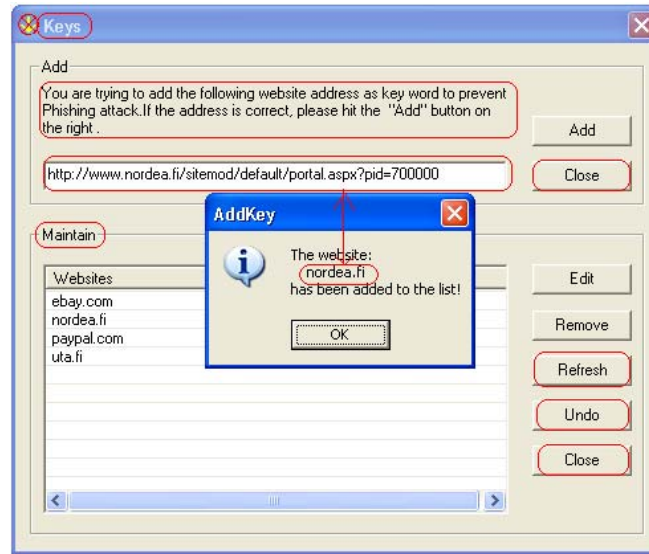 Keys
Add
You are trying to add the following website address as key word to prevent
Phishing attack.If the address is correct, please hit the "Add" button on
the right .
Add
http://www.nordea.fi/sitemod/default/portal.aspx?pid=700000
Close
AddKey
The website:
nordea.fi
has been added to the list!
OK
Maintain
Websites
ebay.com
nordea.fi
paypal.com
uta.fi
Edit
Remove
Refresh
Undo
Close